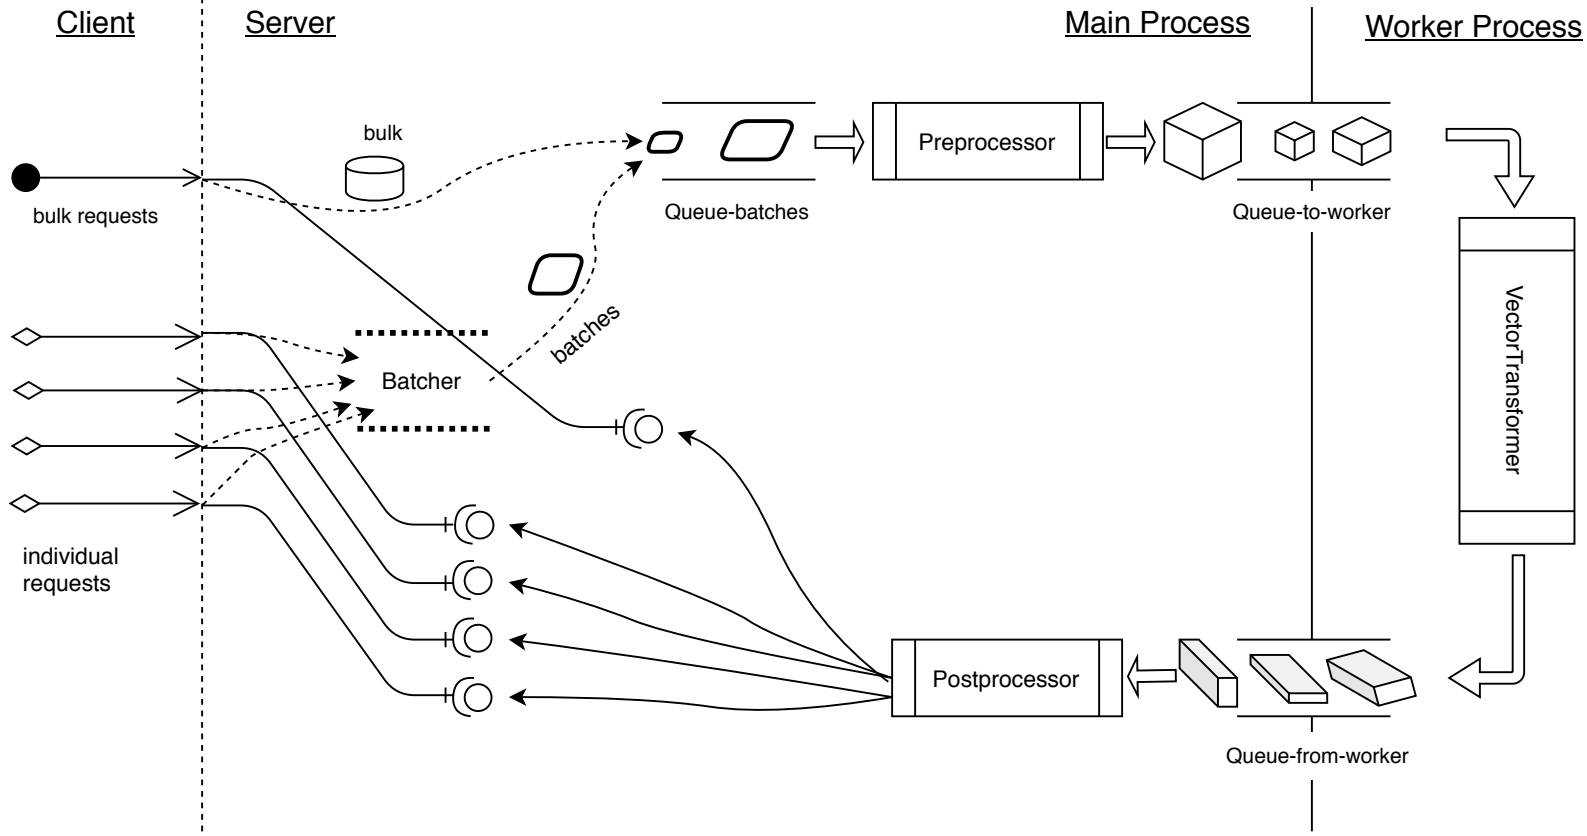 Client
Server
Main Process
Worker Process
bulk
bulk requests
Preprocessor
Queue-batches
Queue-to-worker
batches
Batcher
VectorTransformer
individual
requests
Postprocessor
Queue-from-worker